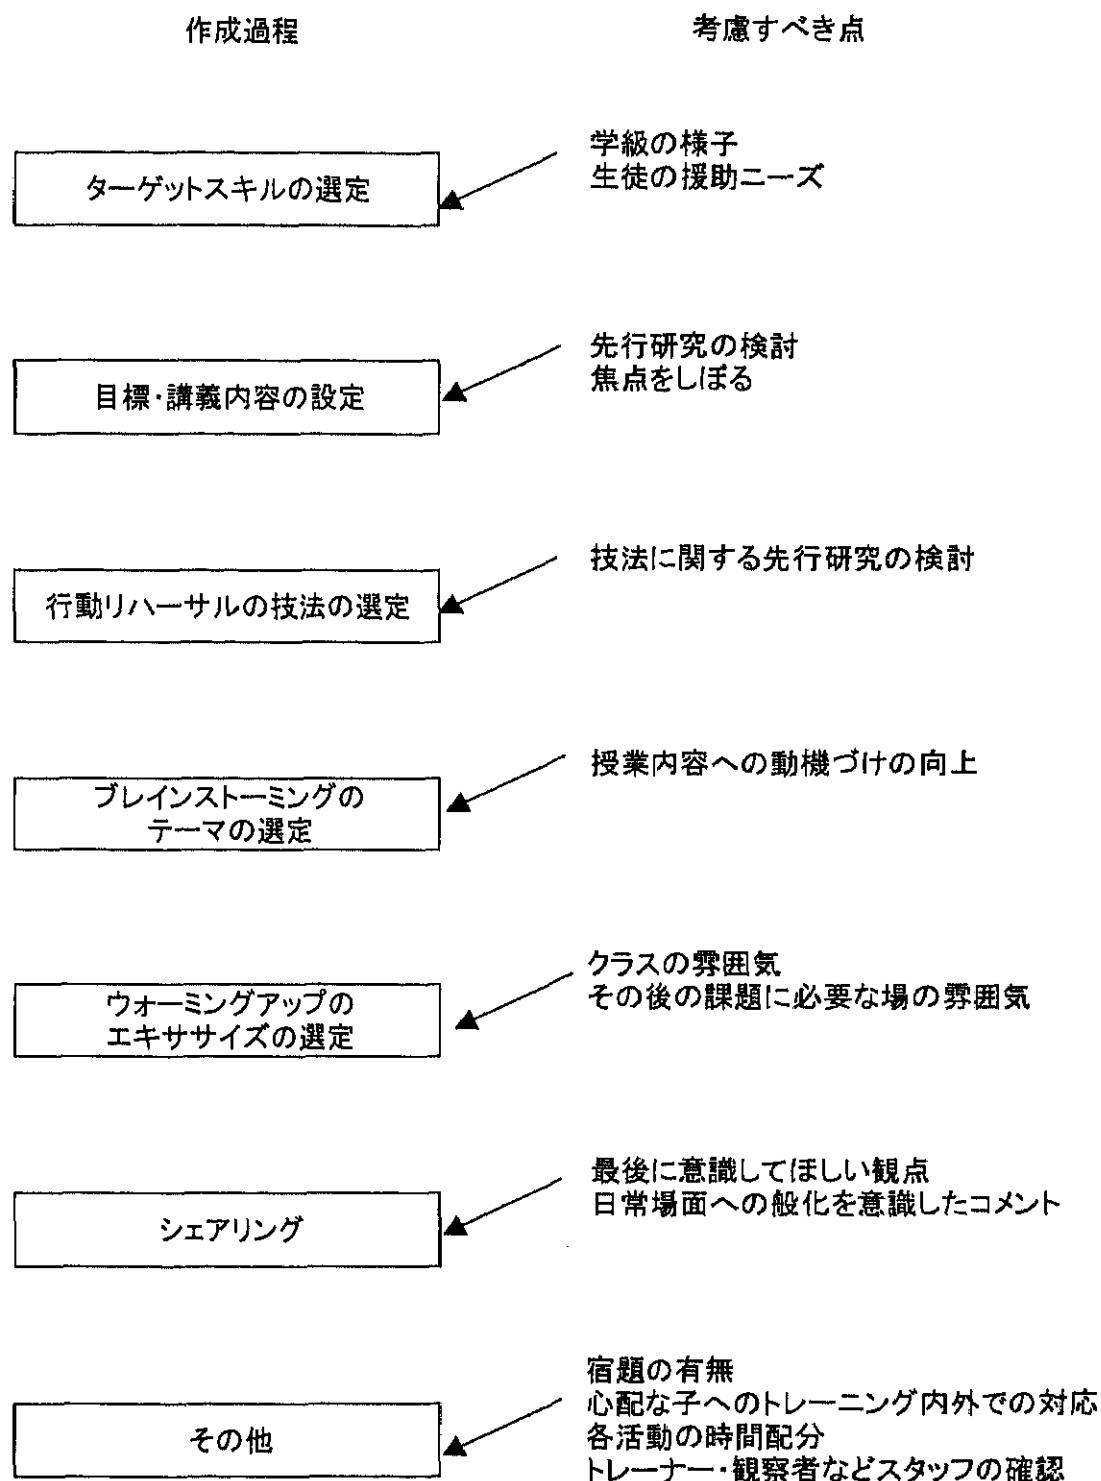 作成過程
考慮すべき点
ターゲットスキルの選定
学級の様子
生徒の援助ニーズ
目標・講義内容の設定
先行研究の検討
焦点をしぼる
行動リハーサルの技法の選定
技法に関する先行研究の検討
ブレインストーミングの
テーマの選定
授業内容への動機づけの向上
ウォーミングアップの
エキササイズの選定
クラスの雰囲気
その後の課題に必要な場の雰囲気
シェアリング
最後に意識してほしい観点
日常場面への般化を意識したコメント
その他
宿題の有無
心配な子へのトレーニング内外での対応
各活動の時間配分
トレーナー・観察者などスタッフの確認